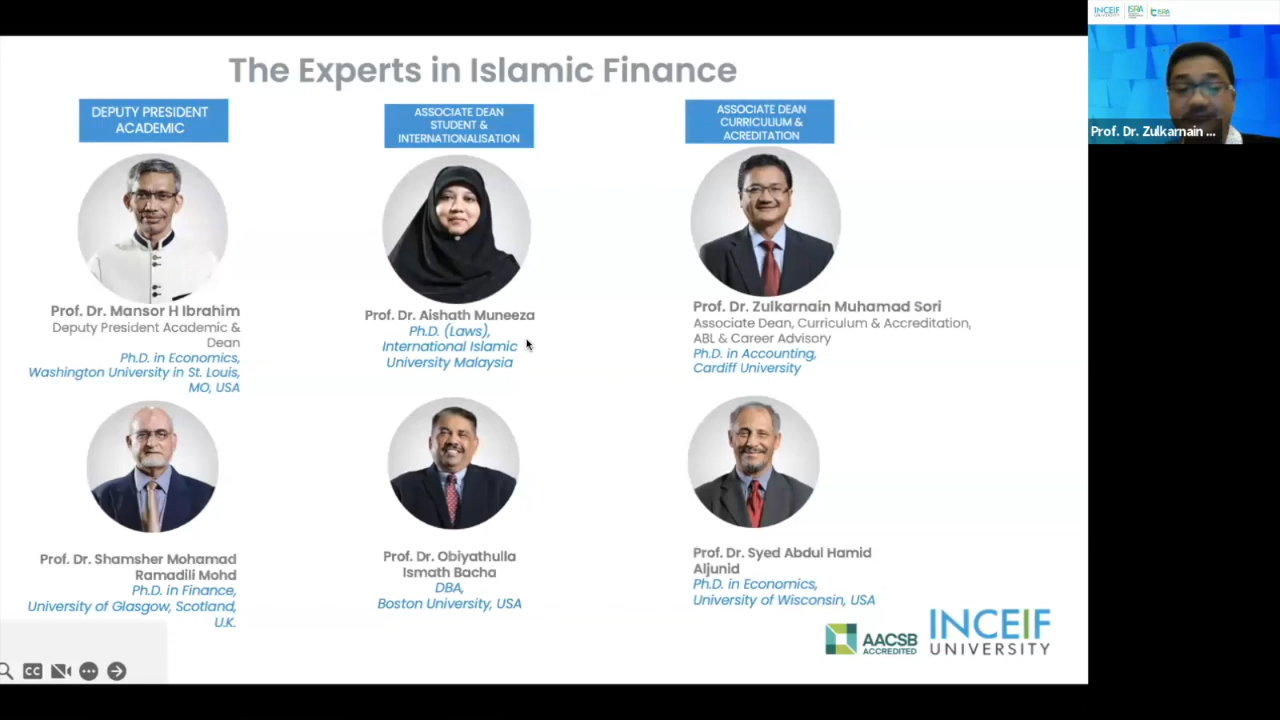 The Experts in Islamic Finance
DEPUTY PRESIDENT
ACADEMIC
ASSOCIATE DEAN
STUDENT &
INTERNATIONALISATION
ASSOCIATE DEAN
CURRICULIUM &
ACREDITATION
Prof. Dr. Mansor H Ibrahim
Deputy President Academic &
Dean
Ph.D. in Economics,
Washington University in St. Louis,
MO, USA
Prof. Dr. Aishath Muneeza
Ph.D. (Laws),
International Islamic
University Malaysia
Prof. Dr. Zulkarnain Muhamad Sori
Associate Dean, Curriculum & Accreditation,
ABL & Career Advisory
Ph.D. in Accounting,
Cardiff University
Prof. Dr. Shamsher Mohamad
Ramadili Mohd
Ph.D. in Finance,
University of Glasgow, Scotland,
U.K.
Prof. Dr. Obiyathulla
Ismath Bacha
DBA,
Boston University, USA
Prof. Dr. Syed Abdul Hamid
Aljunid
Ph.D. in Economics,
University of Wisconsin, USA
AACSB
ACCREDITED
INCEIF
UNIVERSITY
CC
INCEIF
UNIVERSITY
ISRA
Prof. Dr. Zulkarnain ...